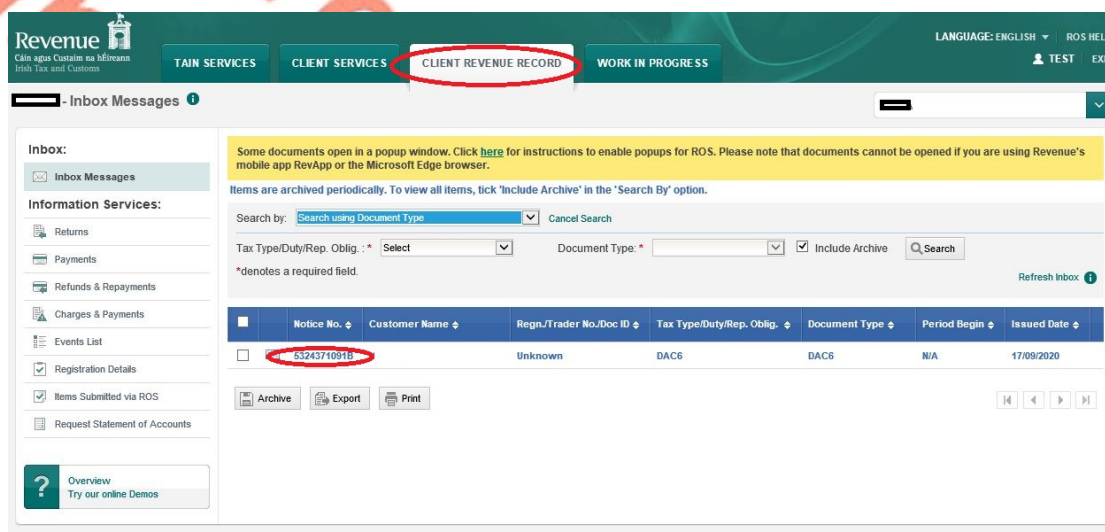 Revenue
Cáin agus Custaim na hÉireann
Irish Tax and Customs
TAIN SERVICES
CLIENT SERVICES
CLIENT REVENUE RECORD
WORK IN PROGRESS
LANGUAGE: ENGLISH
ROS HEL
TEST
EXI
- Inbox Messages
Inbox:
Inbox Messages
Information Services:
Returns
Payments
Refunds & Repayments
Charges & Payments
Events List
Registration Details
Items Submitted via ROS
Request Statement of Accounts
?
Overview
Try our online Demos
Some documents open in a popup window. Click here for instructions to enable popups for ROS. Please note that documents cannot be opened if you are using Revenue's
mobile app RevApp or the Microsoft Edge browser.
Items are archived periodically. To view all items, tick 'Include Archive' in the 'Search By' option.
Search by: Search using Document Type Cancel Search
Tax Type/Duty/Rep. Oblig. : * Select Document Type: * Include Archive Search
*denotes a required field.
Refresh Inbox
Notice No. Customer Name Regn./Trader No./Doc ID Tax Type/Duty/Rep. Oblig. Document Type Period Begin Issued Date
5324371091B Unknown DAC6 DAC6 N/A 17/09/2020
Archive Export Print